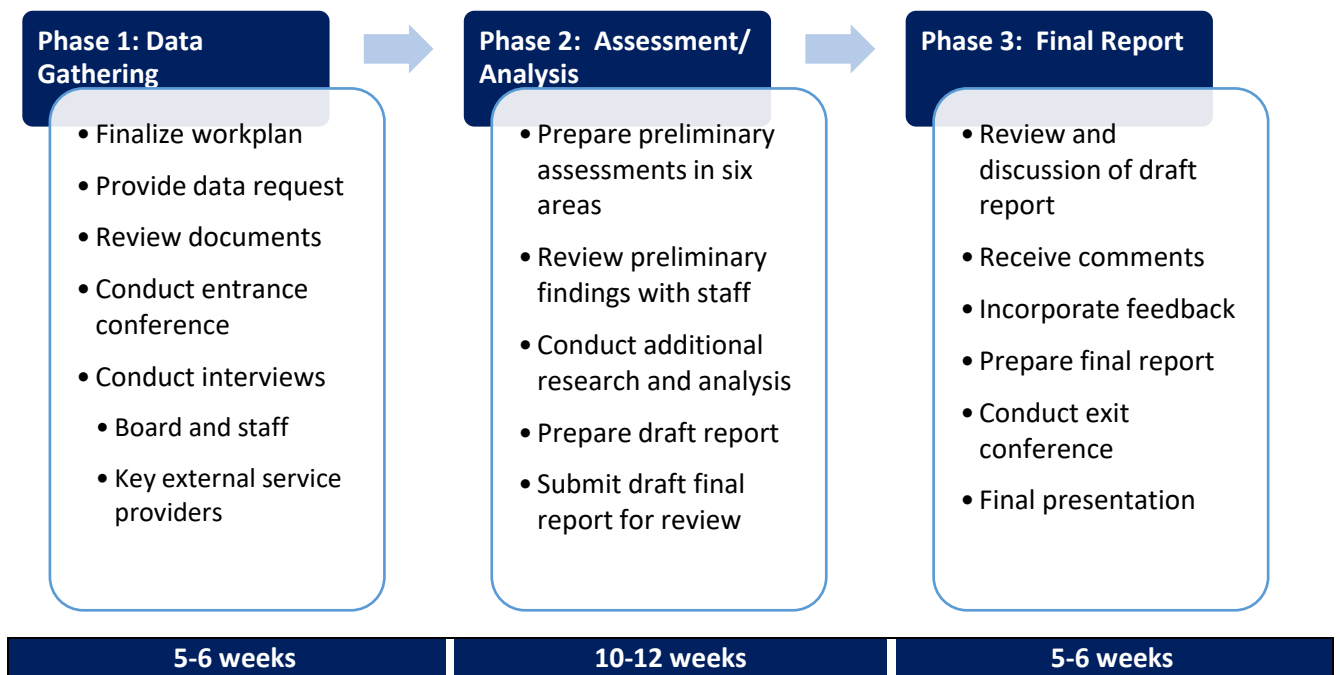 Phase 1: Data
Gathering
• Finalize workplan
• Provide data request
• Review documents
• Conduct entrance
conference
• Conduct interviews
• Board and staff
• Key external service
providers
Phase 2:  Assessment/
Analysis
• Prepare preliminary
assessments in six
areas
• Review preliminary
findings with staff
• Conduct additional
research and analysis
• Prepare draft report
• Submit draft final
report for review
Phase 3:  Final Report
• Review and
discussion of draft
report
• Receive comments
• Incorporate feedback
• Prepare final report
• Conduct exit
conference
• Final presentation
5-6 weeks
10-12 weeks
5-6 weeks